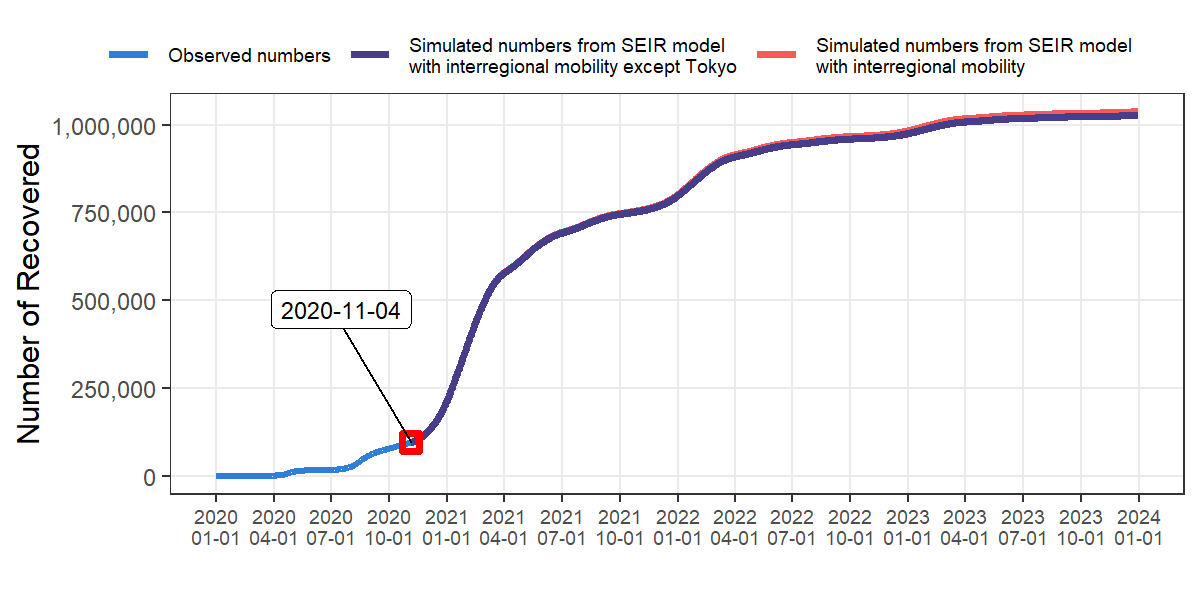 Observed numbers
Simulated numbers from SEIR model
with interregional mobility except Tokyo
Simulated numbers from SEIR model
with interregional mobility
Number of Recovered
1,000,000
750,000
500,000
250,000
0
2020-11-04
2020 2020 2020 2020 2021 2021 2021 2021 2022 2022 2022 2022 2023 2023 2023 2023 2024
01-01 04-01 07-01 10-01 01-01 04-01 07-01 10-01 01-01 04-01 07-01 10-01 01-01 04-01 07-01 10-01 01-01